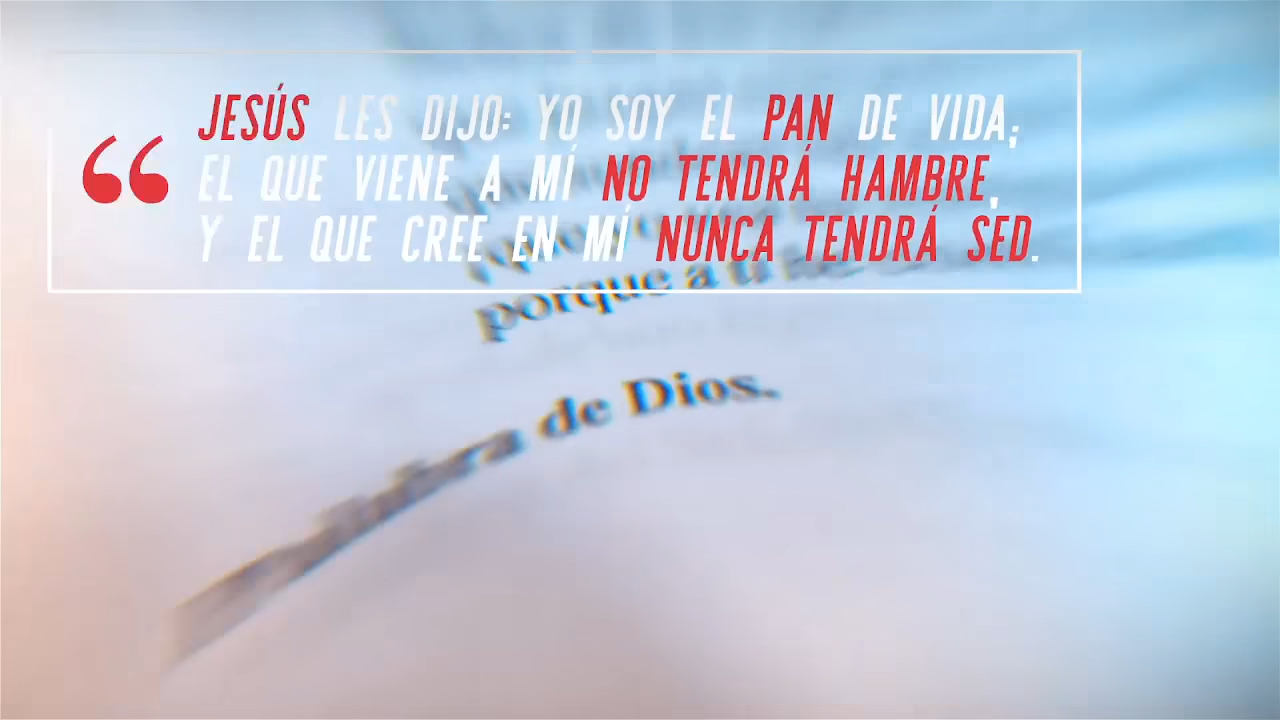 “
JESÚS LES DIJO: YO SOY EL PAN DE VIDA;
EL QUE VIENE A MÍ NO TENDRÁ HAMBRE,
Y EL QUE CREE EN MÍ NUNCA TENDRÁ SED.
porque a
de Dios.